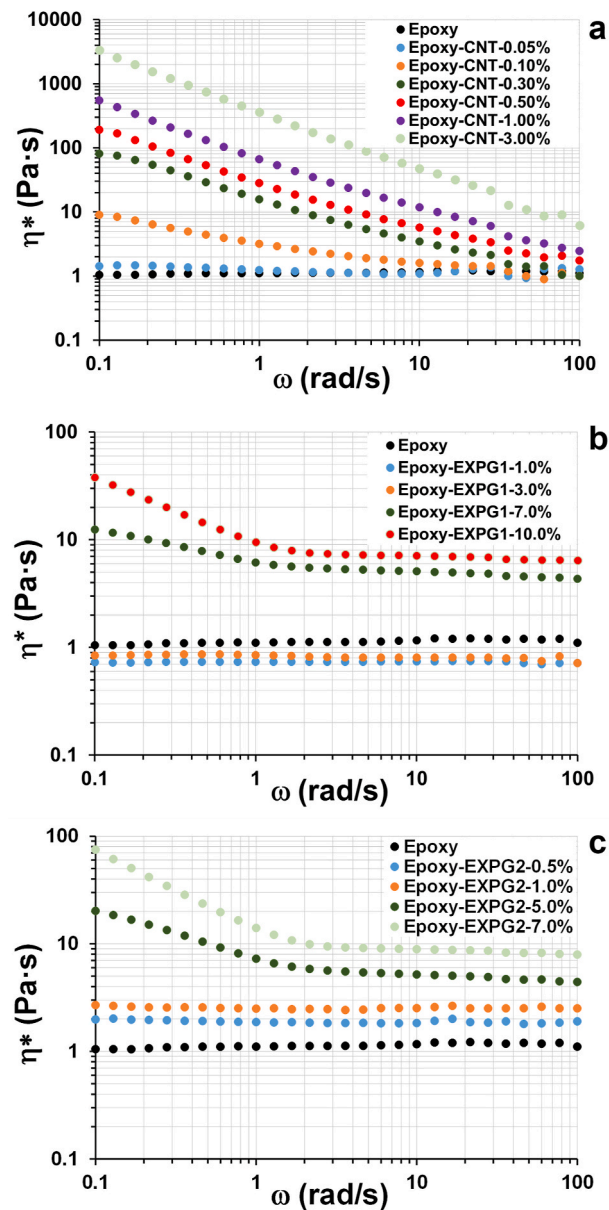 a
10000
1000
100
10
1
0.1
η* (Pa·s)
Epoxy
Epoxy-CNT-0.05%
Epoxy-CNT-0.10%
Epoxy-CNT-0.30%
Epoxy-CNT-0.50%
Epoxy-CNT-1.00%
Epoxy-CNT-3.00%
0.1 1 10 100
ω (rad/s)
b
100
10
1
0.1
η* (Pa·s)
Epoxy
Epoxy-EXPG1-1.0%
Epoxy-EXPG1-3.0%
Epoxy-EXPG1-7.0%
Epoxy-EXPG1-10.0%
0.1 1 10 100
ω (rad/s)
c
100
10
1
0.1
η* (Pa·s)
Epoxy
Epoxy-EXPG2-0.5%
Epoxy-EXPG2-1.0%
Epoxy-EXPG2-5.0%
Epoxy-EXPG2-7.0%
0.1 1 10 100
ω (rad/s)